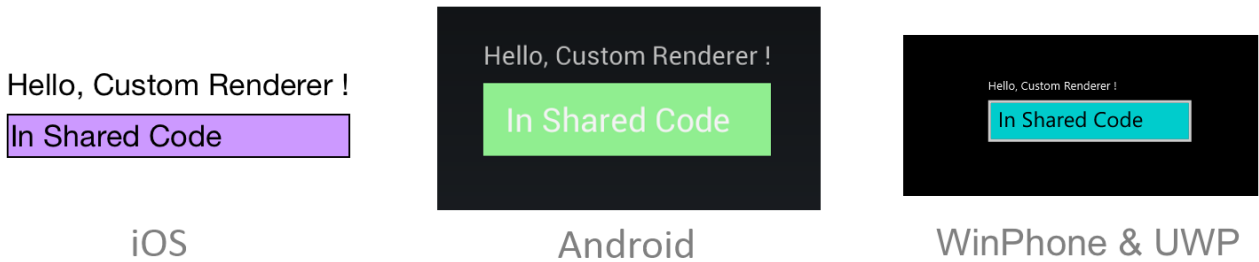 Hello, Custom Renderer !
In Shared Code
iOS
Hello, Custom Renderer !
In Shared Code
Android
Hello, Custom Renderer !
In Shared Code
WinPhone & UWP